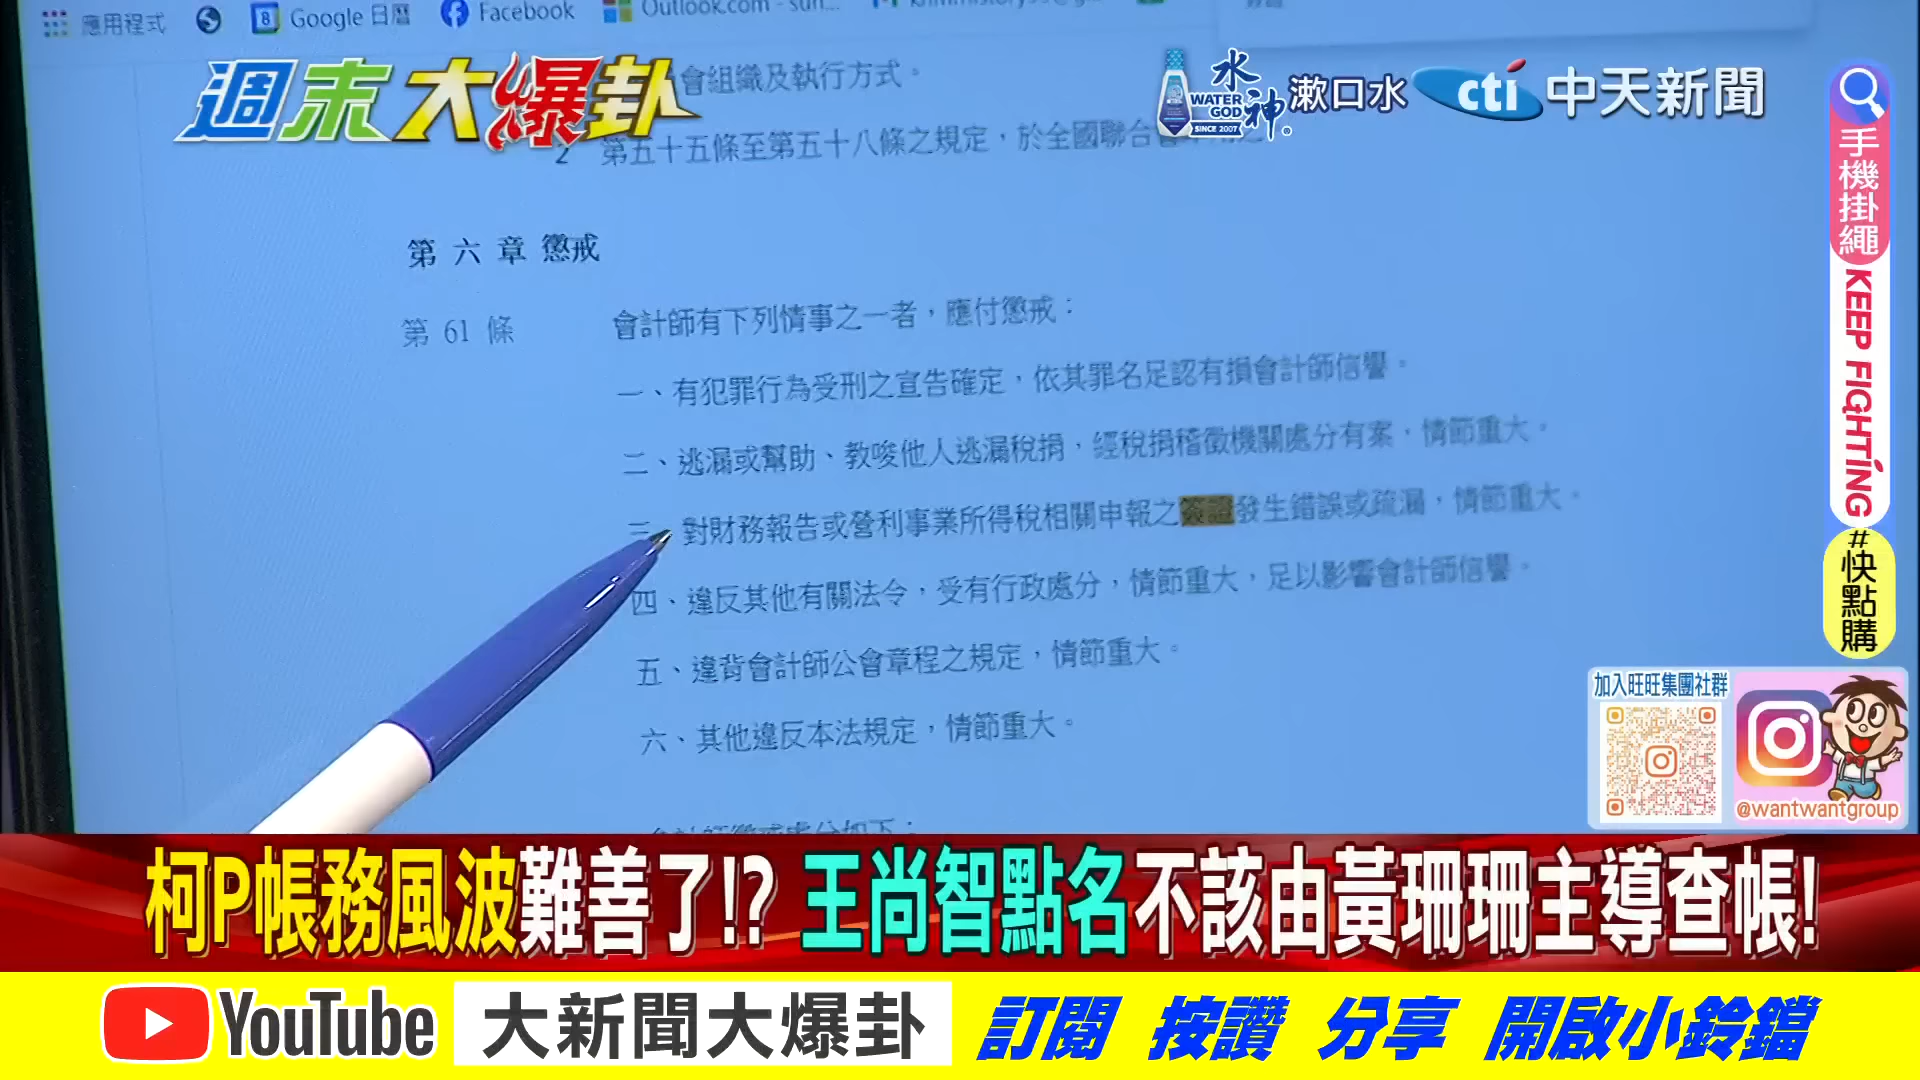 應用程式 8 Google 日曆 Facebook Outlook.com - sun...
週末大爆卦
會組織及執行方式。
2 第五十五條至第五十八條之規定，於全國聯合
水神 WATER GOD SINCE 2007 漱口水
cti 中天新聞
第 六 章 懲戒
第 61 條 會計師有下列情事之一者，應付懲戒：
一、有犯罪行為受刑之宣告確定，依其罪名足認有損會計師信譽。
二、逃漏或幫助、教唆他人逃漏稅捐，經稅捐稽徵機關處分有案，情節重大。
三、對財務報告或營利事業所得稅相關申報之簽證發生錯誤或疏漏，情節重大。
四、違反其他有關法令，受有行政處分，情節重大，足以影響會計師信譽。
五、違背會計師公會章程之規定，情節重大。
六、其他違反本法規定，情節重大。
手機掛繩
KEEP FIGHTING
#快點購
加入旺旺集團社群
@wantwantgroup
柯P帳務風波難善了!? 王尚智點名不該由黃珊珊主導查帳!
YouTube 大新聞大爆卦 訂閱 按讚 分享 開啟小鈴鐺